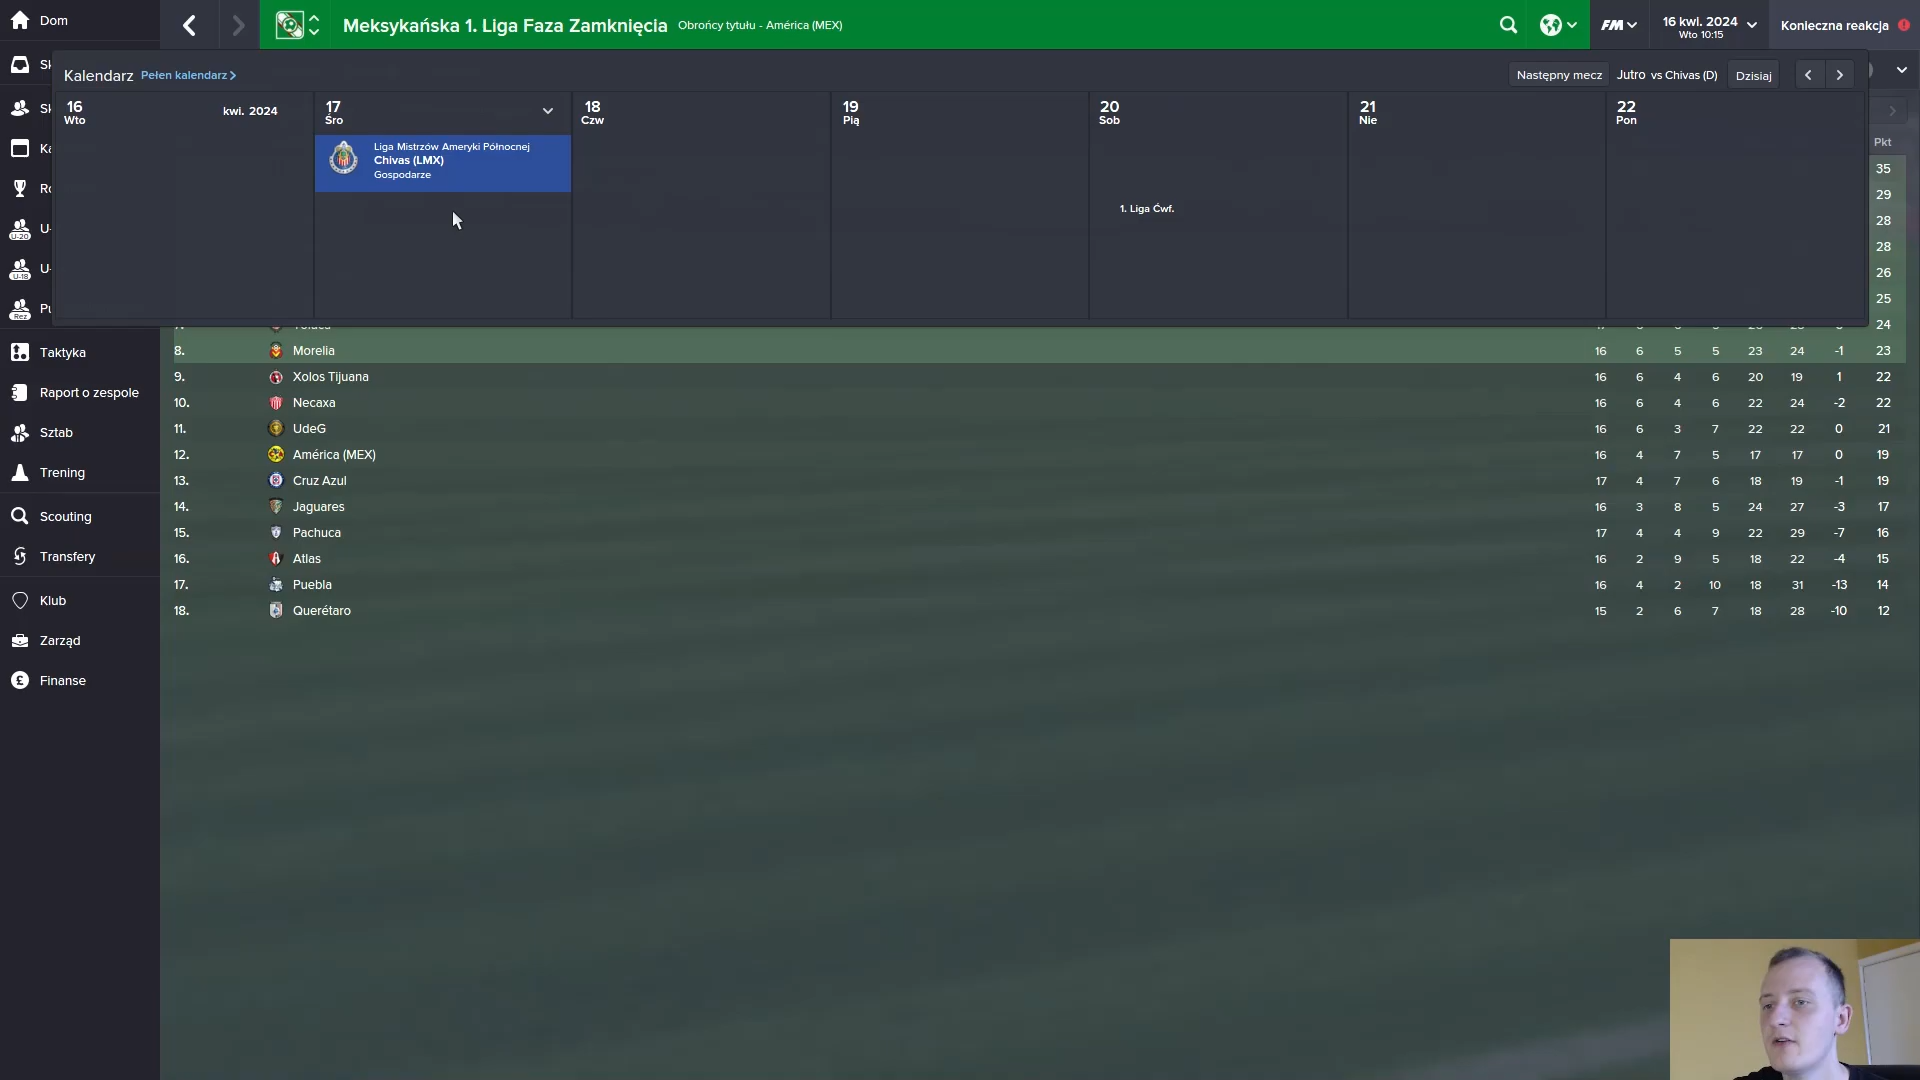 Dom
Meksykańska 1. Liga Faza Zamknięcia
Obrońcy tytułu - América (MEX)
FM
16 kwi. 2024
Wto 10:15
Konieczna reakcja
Kalendarz
Pełen kalendarz
Następny mecz
Jutro vs Chivas (D)
Dzisiaj
16
Wto
kwi. 2024
17
Śro
18
Czw
19
Pią
20
Sob
21
Nie
22
Pon
Liga Mistrzów Ameryki Północnej
Chivas (LMX)
Gospodarze
1. Liga Ćwf.
Sk
Sk
Ka
Ro
U-
U-20
U-
U-18
Pu
Rez
Taktyka
Raport o zespole
Sztab
Trening
Scouting
Transfery
Klub
Zarząd
Finanse
Pkt
35
29
28
28
26
25
24
8. Morelia 16 6 5 5 23 24 -1 23
9. Xolos Tijuana 16 6 4 6 20 19 1 22
10. Necaxa 16 6 4 6 22 24 -2 22
11. UdeG 16 6 3 7 22 22 0 21
12. América (MEX) 16 4 7 5 17 17 0 19
13. Cruz Azul 17 4 7 6 18 19 -1 19
14. Jaguares 16 3 8 5 24 27 -3 17
15. Pachuca 17 4 4 9 22 29 -7 16
16. Atlas 16 2 9 5 18 22 -4 15
17. Puebla 16 4 2 10 18 31 -13 14
18. Querétaro 15 2 6 7 18 28 -10 12